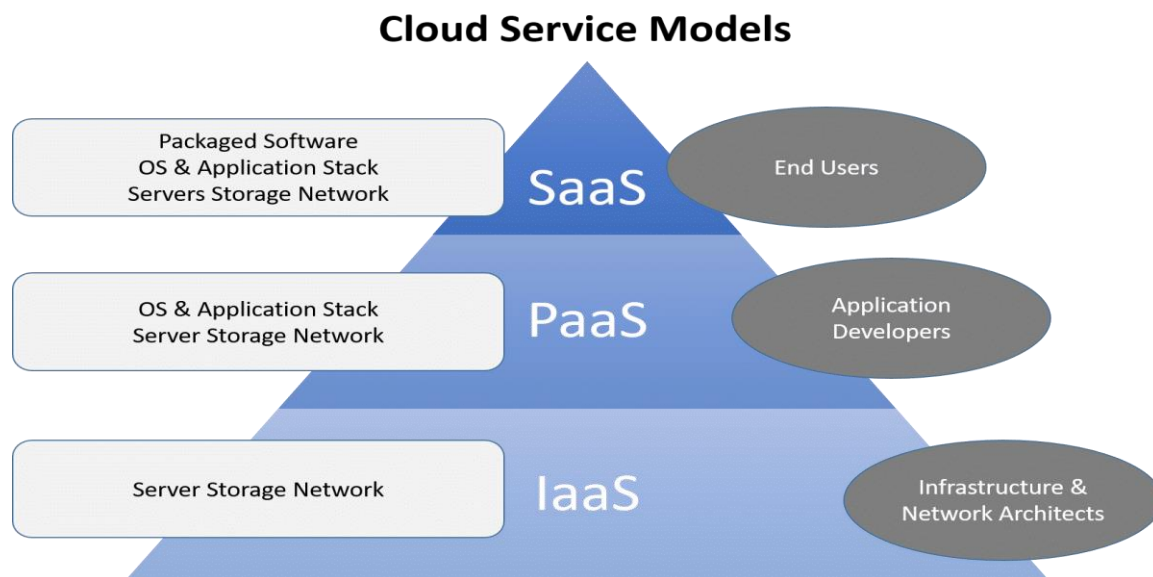 Cloud Service Models
Packaged Software
OS & Application Stack
Servers Storage Network
SaaS
End Users
OS & Application Stack
Server Storage Network
PaaS
Application
Developers
Server Storage Network
IaaS
Infrastructure &
Network Architects